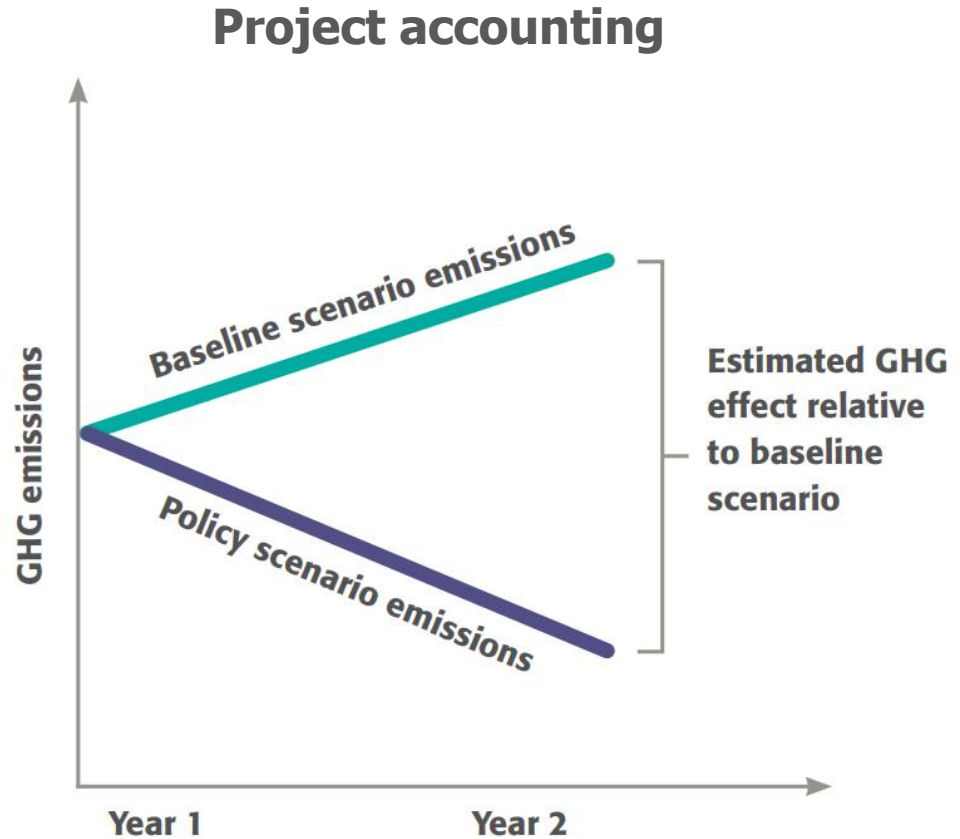 Project accounting
GHG emissions
Baseline scenario emissions
Policy scenario emissions
Estimated GHG
effect relative
to baseline
scenario
Year 1
Year 2